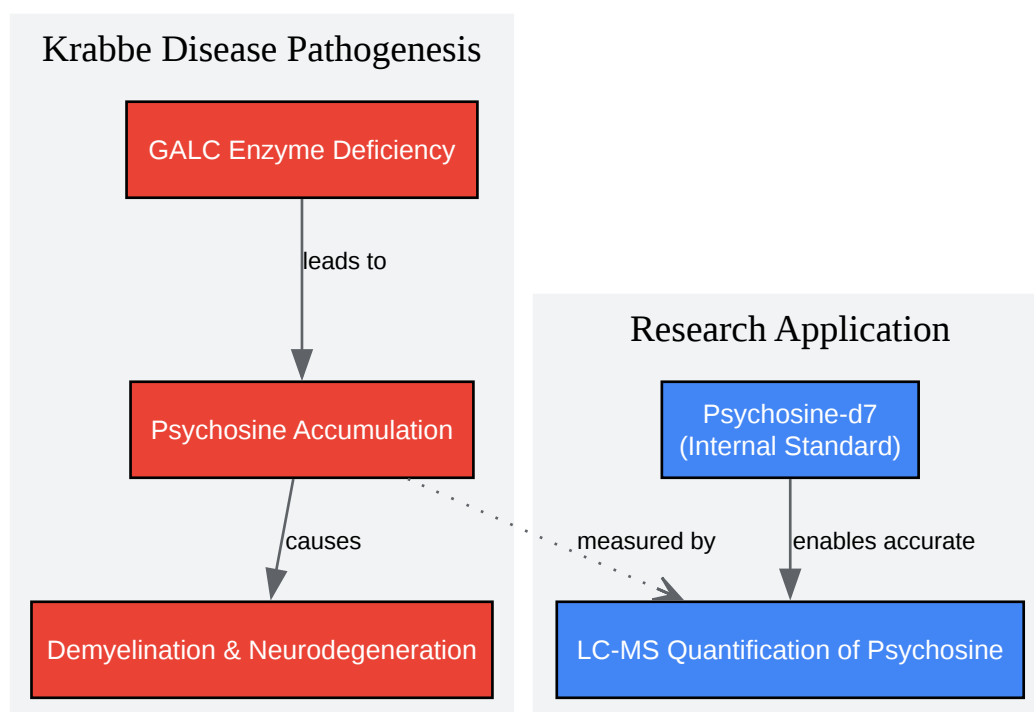 Krabbe Disease Pathogenesis
GALC Enzyme Deficiency
leads to
Psychosine Accumulation
causes
Demyelination & Neurodegeneration
measured by
Research Application
Psychosine-d7
(Internal Standard)
enables accurate
LC-MS Quantification of Psychosine